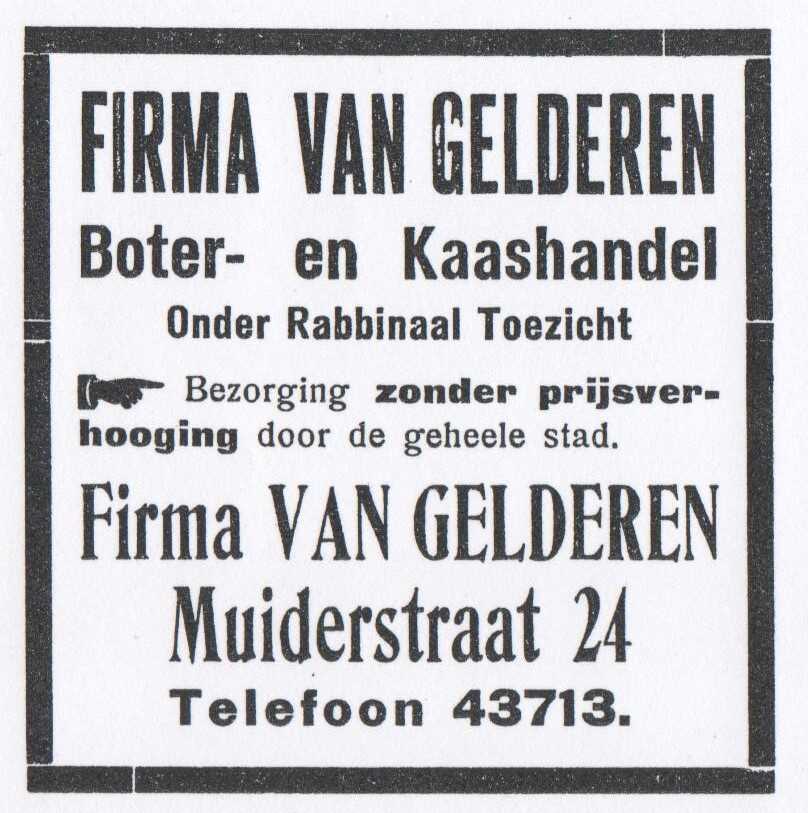 FIRMA VAN GELDEREN
Boter- en Kaashandel
Onder Rabbinaal Toezicht
Bezorging zonder prijsver-
hooging door de geheele stad.
Firma VAN GELDEREN
Muiderstraat 24
Telefoon 43713.